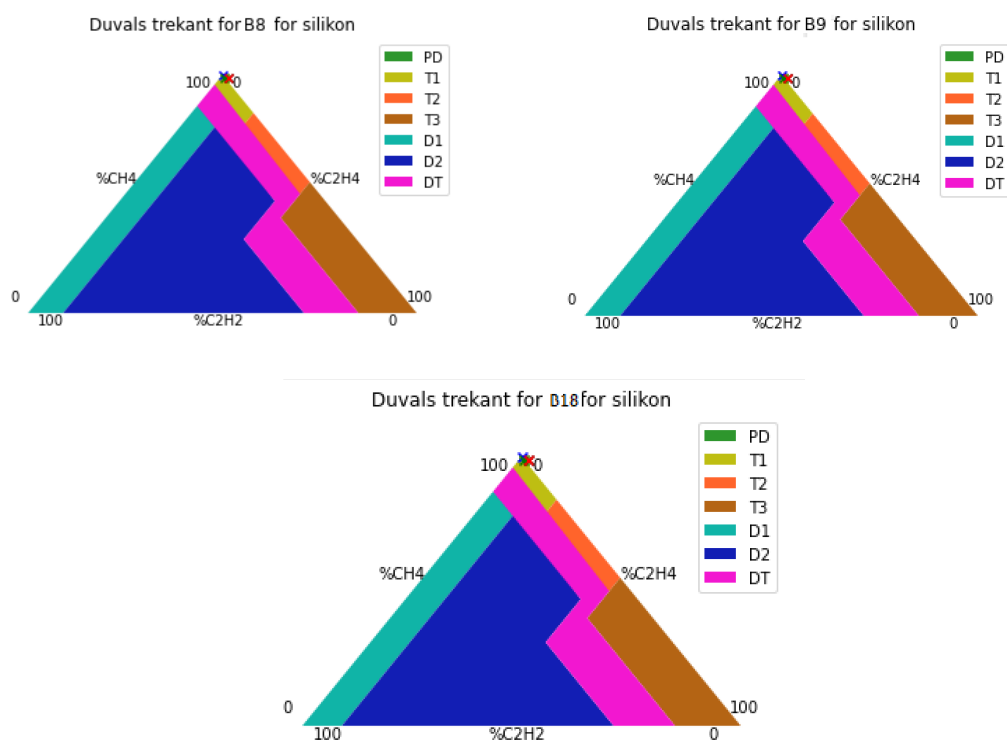 Duvals trekant for B8 for silikon
PD
T1
T2
T3
D1
D2
DT
100
0
%CH4
%C2H4
0
100
100
%C2H2
0
Duvals trekant for B9 for silikon
PD
T1
T2
T3
D1
D2
DT
100
0
%CH4
%C2H4
0
100
100
%C2H2
0
Duvals trekant for B18 for silikon
PD
T1
T2
T3
D1
D2
DT
100
0
%CH4
%C2H4
0
100
100
%C2H2
0